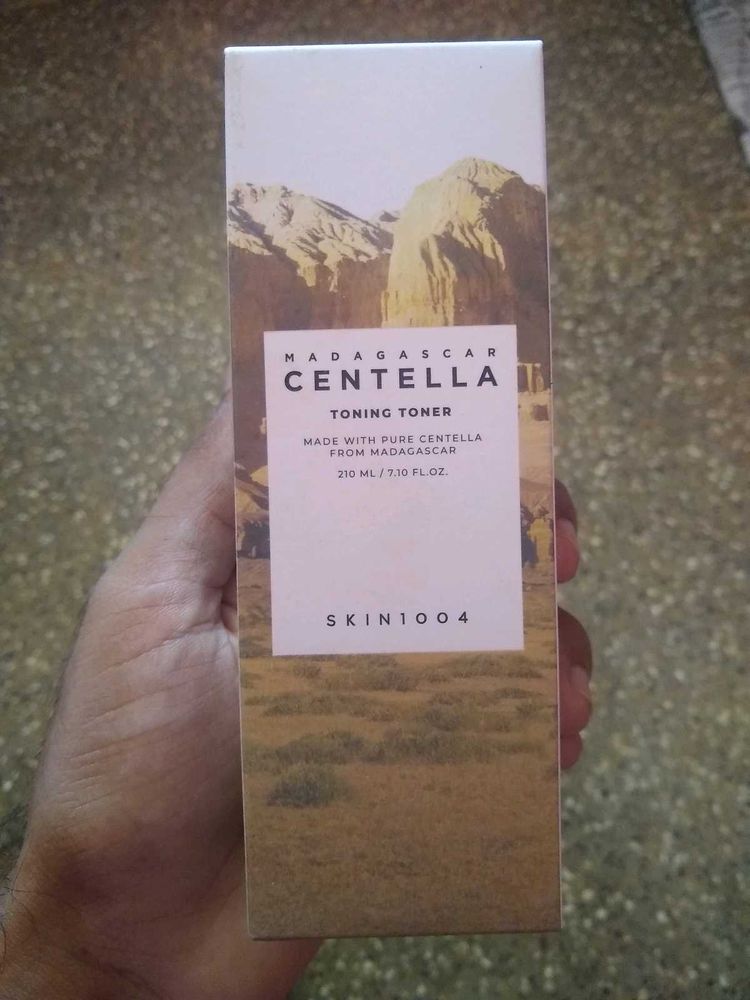 MADAGASCAR
CENTELLA
TONING TONER
MADE WITH PURE CENTELLA
FROM MADAGASCAR
210 ML / 7.10 FL.OZ.
SKIN1004